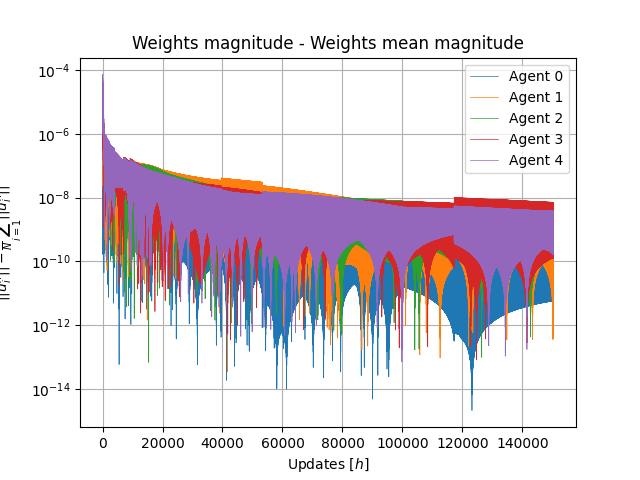 Weights magnitude - Weights mean magnitude
Agent 0
Agent 1
Agent 2
Agent 3
Agent 4
10⁻⁴
10⁻⁶
10⁻⁸
10⁻¹⁰
10⁻¹²
10⁻¹⁴
0 20000 40000 60000 80000 100000 120000 140000
Updates [h]